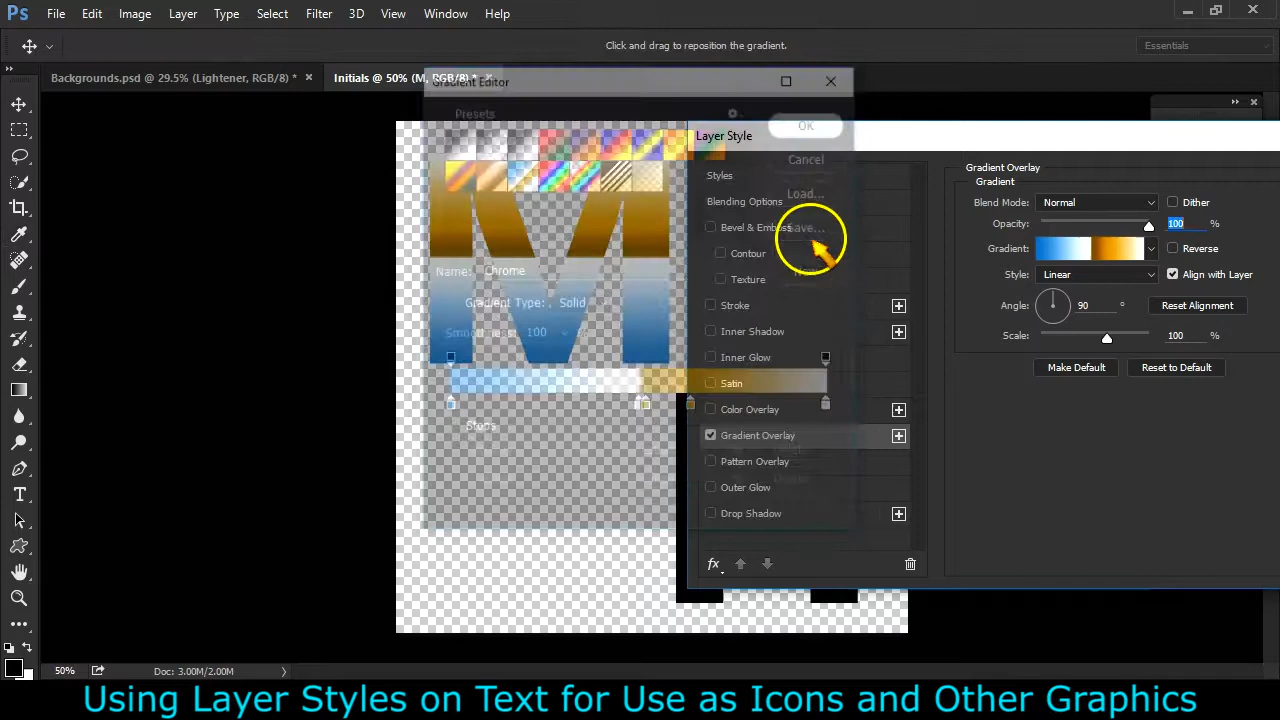 Ps File Edit Image Layer Type Select Filter 3D View Window Help
Click and drag to reposition the gradient.
Essentials
Backgrounds.psd @ 29.5% (Lightener, RGB/8) *
Initials @ 50% (M, RGB/8) *
Gradient Editor
Presets
OK
Cancel
Load...
Save...
New
Name: Chrome
Gradient Type: Solid
Smoothness: 100 %
Stops
Layer Style
Styles
Blending Options
Bevel & Emboss
Contour
Texture
Stroke
Inner Shadow
Inner Glow
Satin
Color Overlay
Gradient Overlay
Pattern Overlay
Outer Glow
Drop Shadow
fx
Gradient Overlay
Gradient
Blend Mode: Normal Dither
Opacity: 100 %
Gradient: Reverse
Style: Linear Align with Layer
Angle: 90 ° Reset Alignment
Scale: 100 %
Make Default Reset to Default
M
50% Doc: 3.00M/2.00M
Using Layer Styles on Text for Use as Icons and Other Graphics